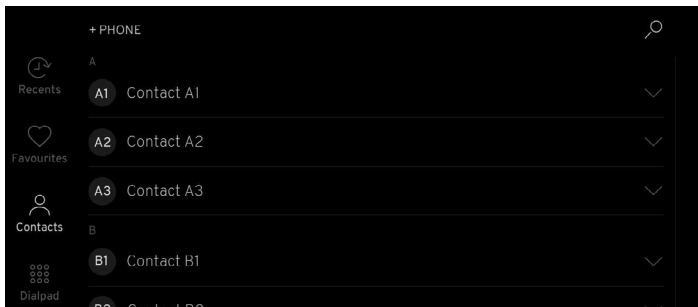 + PHONE
Recents
Favourites
Contacts
Dialpad
A
A1 Contact A1
A2 Contact A2
A3 Contact A3
B
B1 Contact B1